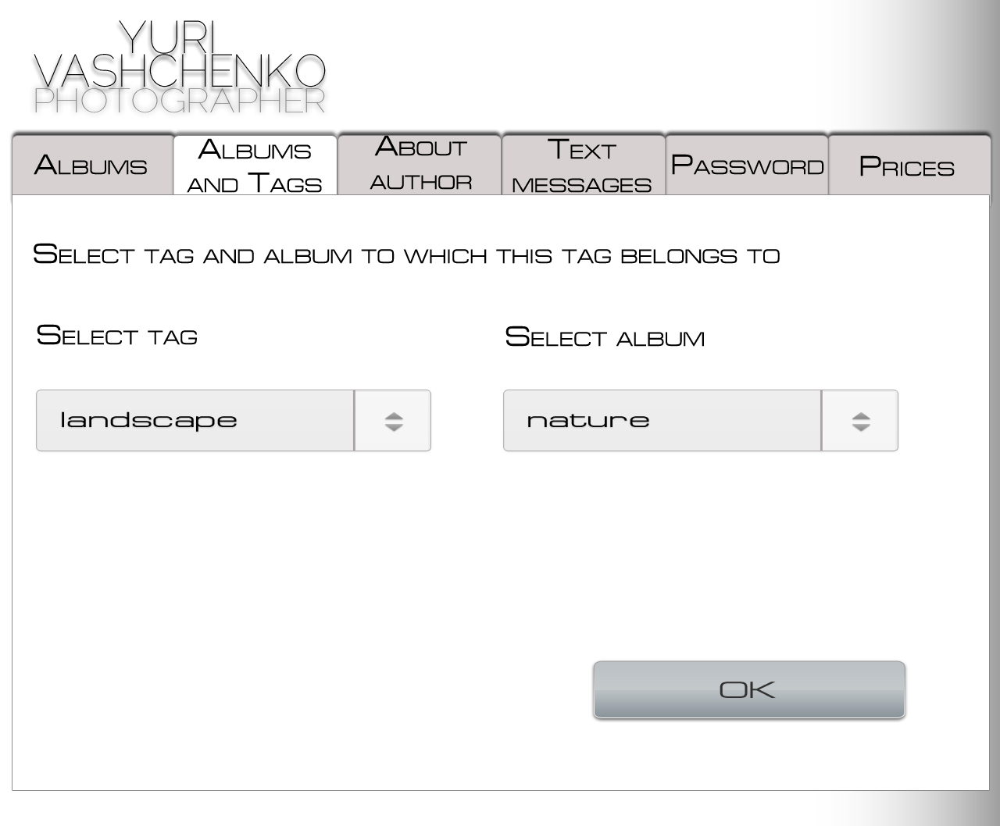 YURI
VASHCHENKO
PHOTOGRAPHER
Albums
Albums
and Tags
About
author
Text
messages
Password
Prices
Select tag and album to which this tag belongs to
Select tag
Select album
landscape
nature
OK